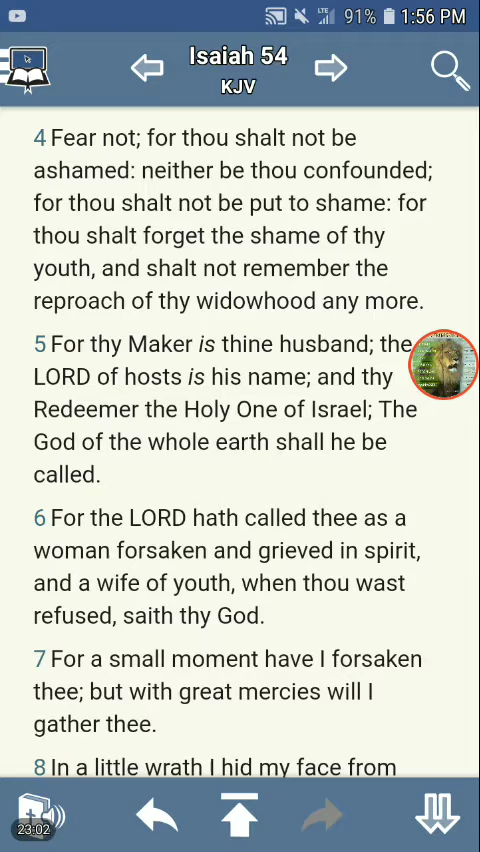 LTE 91% 1:56 PM
Isaiah 54
KJV
4 Fear not; for thou shalt not be
ashamed: neither be thou confounded;
for thou shalt not be put to shame: for
thou shalt forget the shame of thy
youth, and shalt not remember the
reproach of thy widowhood any more.
5 For thy Maker is thine husband; the
LORD of hosts is his name; and thy
Redeemer the Holy One of Israel; The
God of the whole earth shall he be
called.
6 For the LORD hath called thee as a
woman forsaken and grieved in spirit,
and a wife of youth, when thou wast
refused, saith thy God.
7 For a small moment have I forsaken
thee; but with great mercies will I
gather thee.
8 In a little wrath I hid my face from
23:02